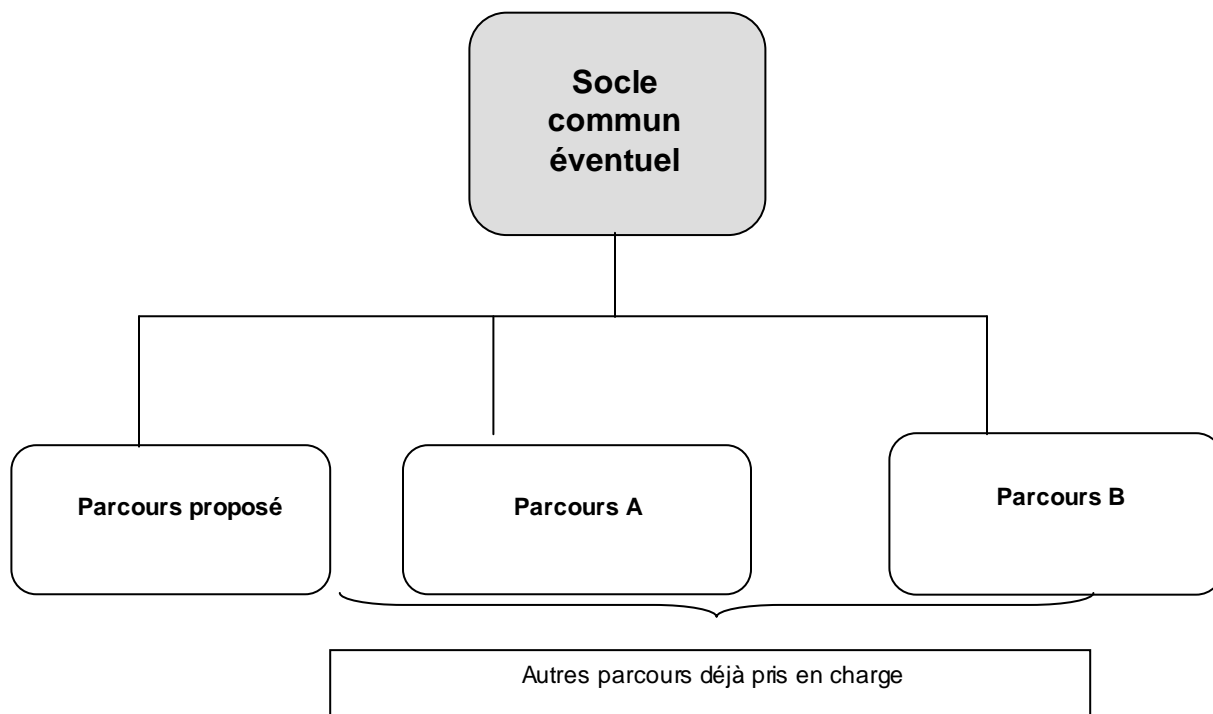 Socle
commun
éventuel
Parcours proposé
Parcours A
Parcours B
Autres parcours déjà pris en charge